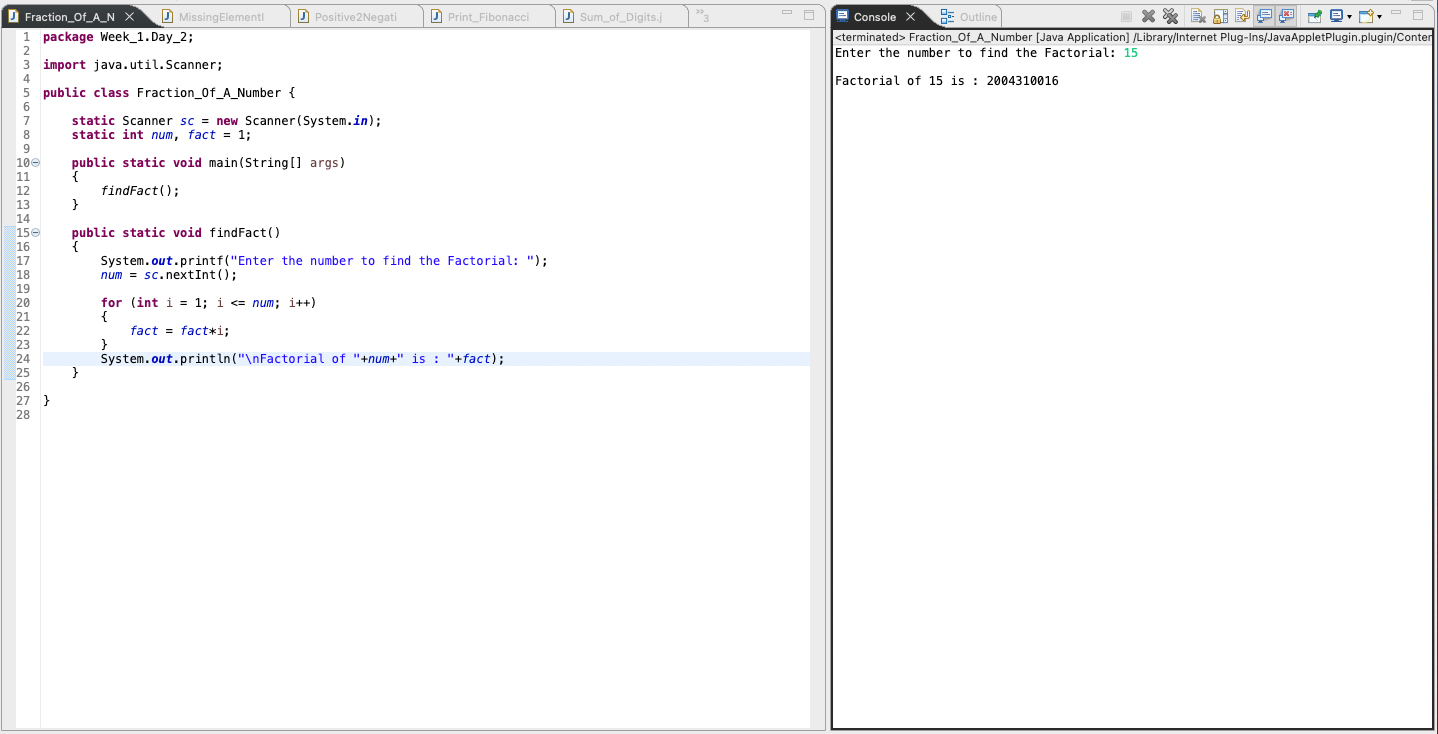 Fraction_Of_A_N MissingElementI Positive2Negati Print_Fibonacci Sum_of_Digits.j »3
1 package Week_1.Day_2;
2
3 import java.util.Scanner;
4
5 public class Fraction_Of_A_Number {
6
7 static Scanner sc = new Scanner(System.in);
8 static int num, fact = 1;
9
10 public static void main(String[] args)
11 {
12 findFact();
13 }
14
15 public static void findFact()
16 {
17 System.out.printf("Enter the number to find the Factorial: ");
18 num = sc.nextInt();
19
20 for (int i = 1; i <= num; i++)
21 {
22 fact = fact*i;
23 }
24 System.out.println("\nFactorial of "+num+" is : "+fact);
25 }
26
27 }
28
Console Outline
<terminated> Fraction_Of_A_Number [Java Application] /Library/Internet Plug-Ins/JavaAppletPlugin.plugin/Conten
Enter the number to find the Factorial: 15
Factorial of 15 is : 2004310016